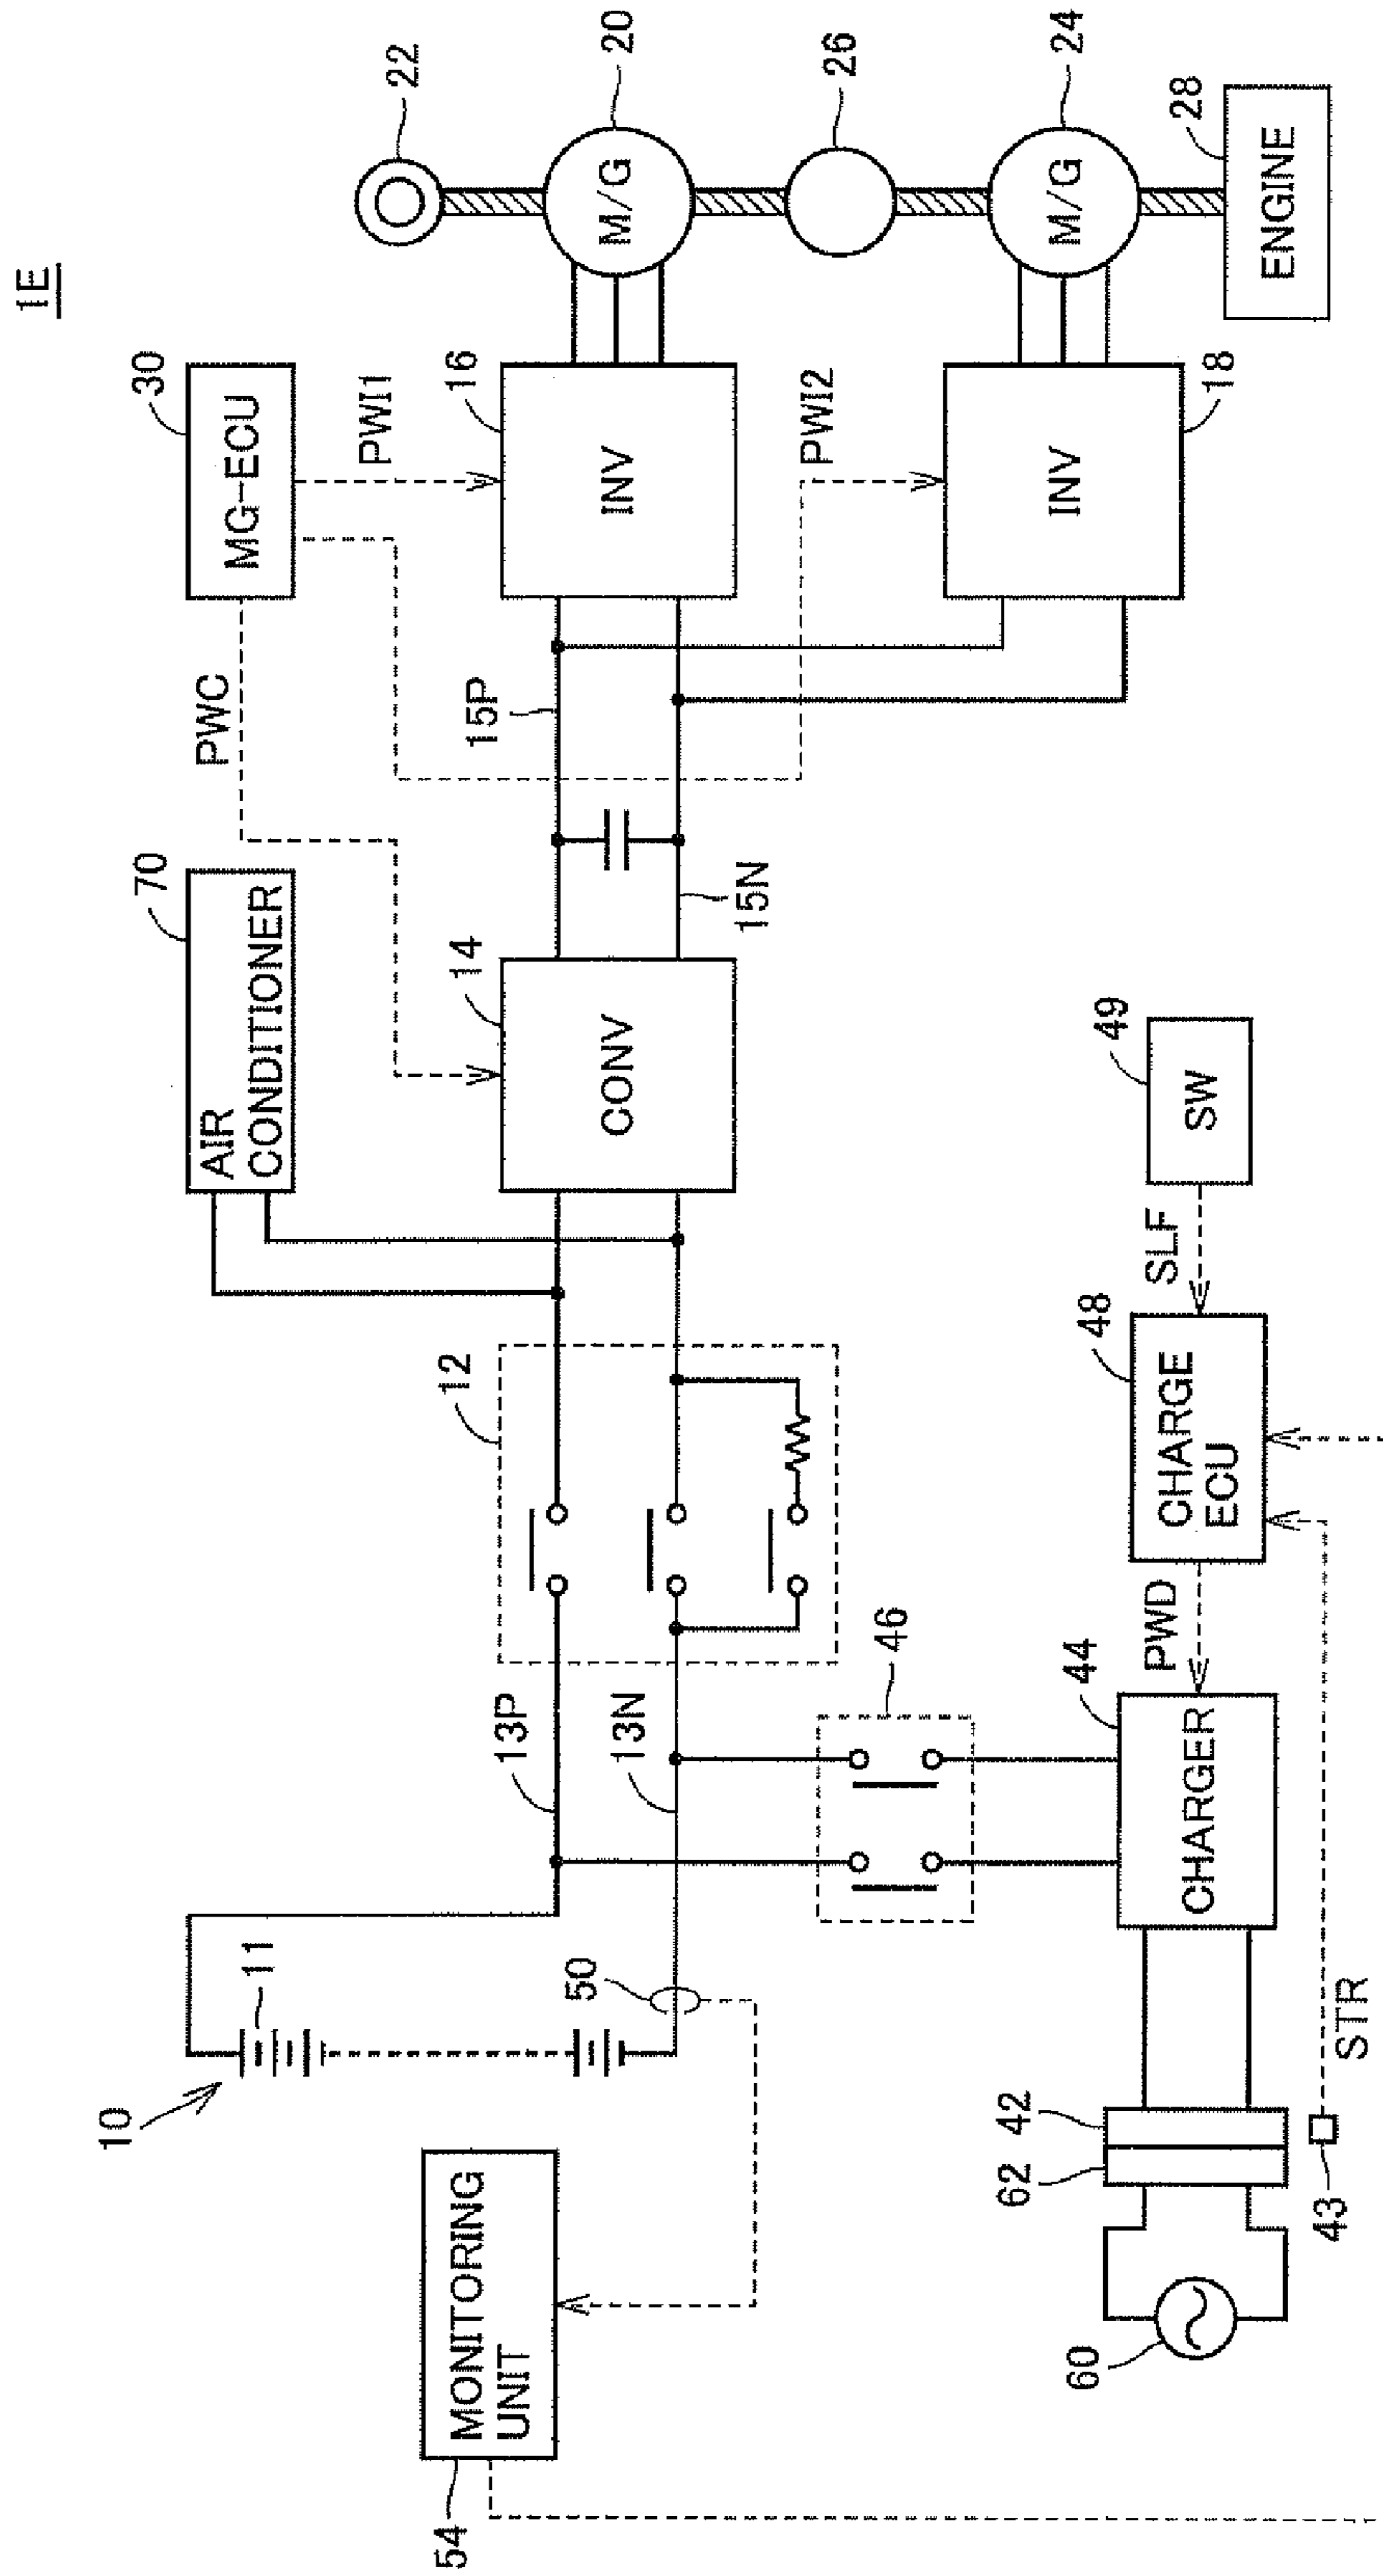 1E
30
MG-ECU
70
AIR
CONDITIONER
PWC
PWI1
22
20
M/G
16
INV
15P
14
CONV
15N
12
13P
13N
10
11
50
MONITORING
UNIT
54
PWI2
26
24
M/G
18
INV
28
ENGINE
46
49
SW
SLF
48
CHARGE
ECU
PWD
44
CHARGER
42
62
60
43
STR